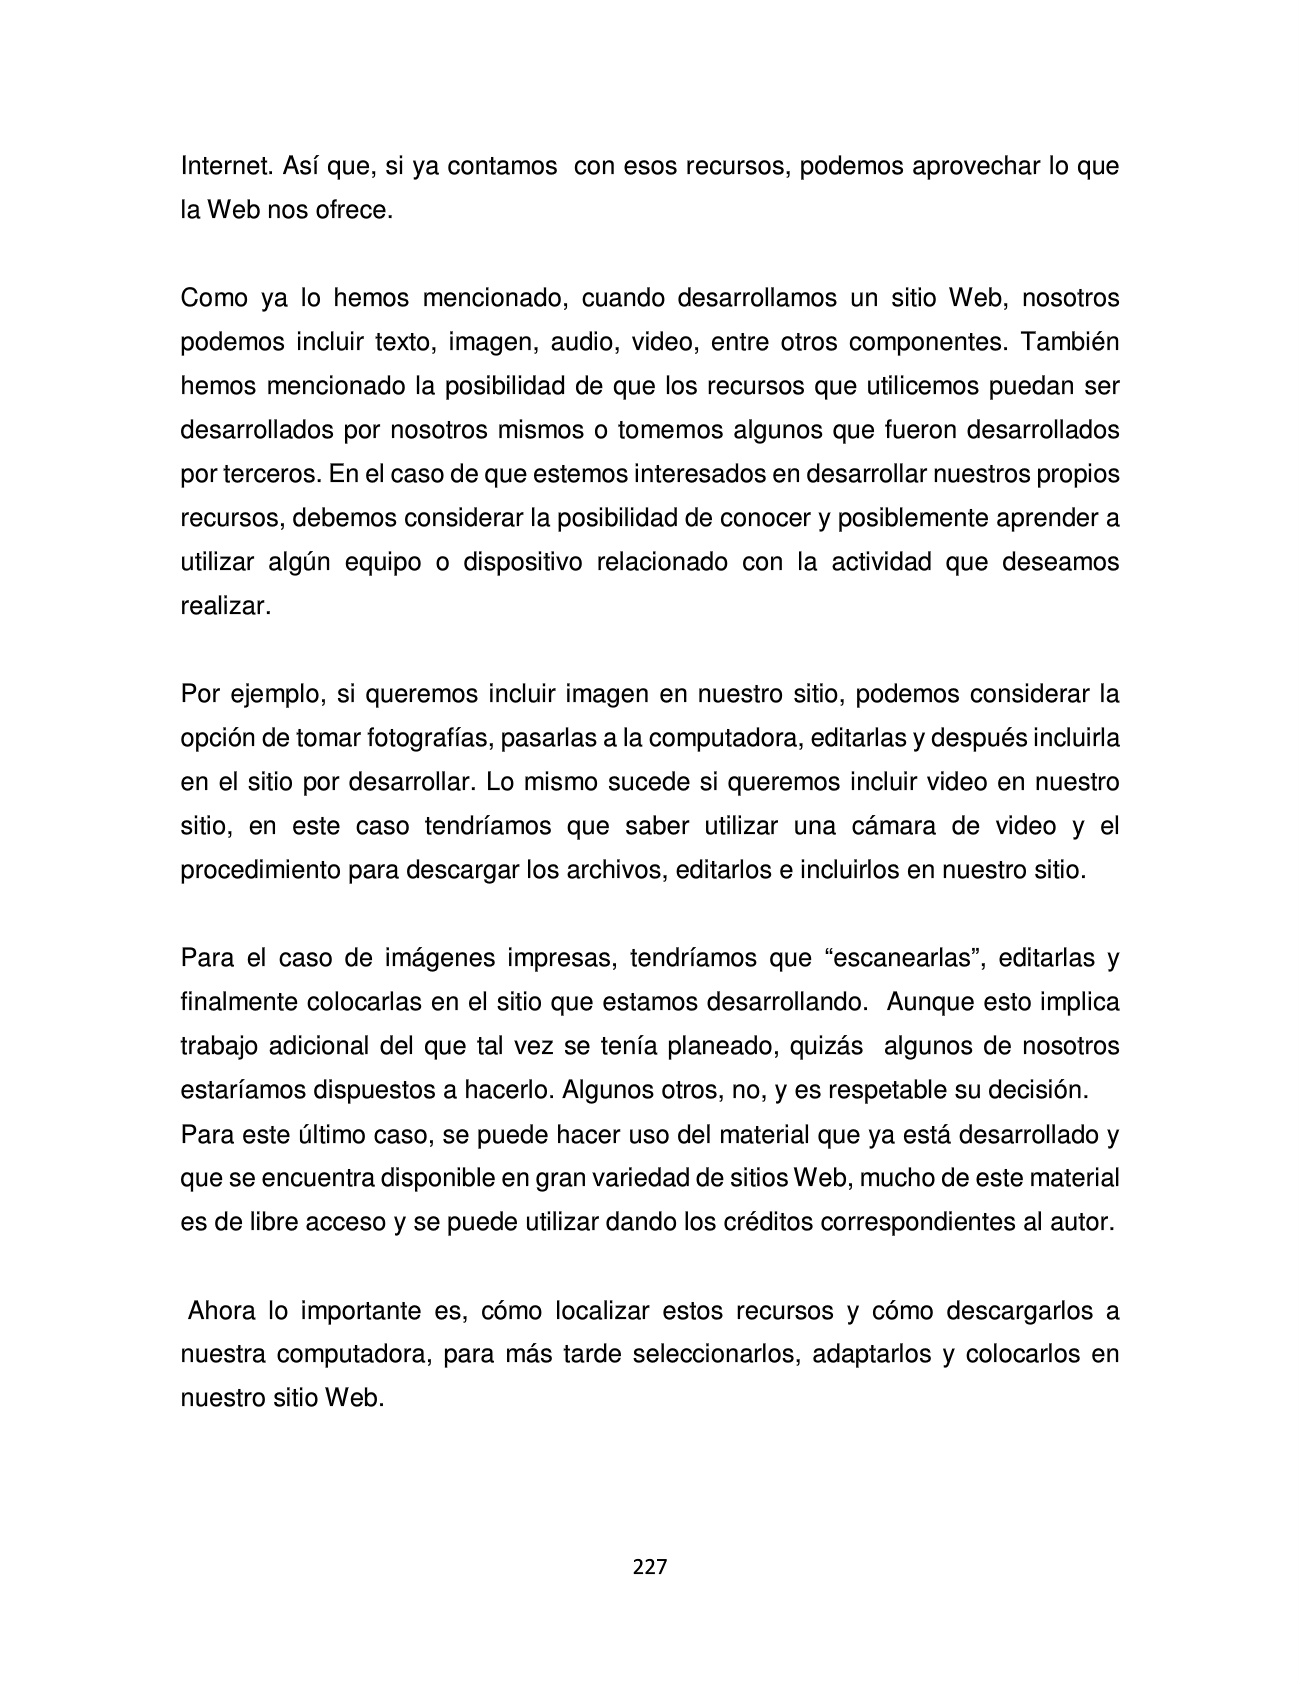 Internet. Así que, si ya contamos  con esos recursos, podemos aprovechar lo que
la Web nos ofrece.
Como ya lo hemos mencionado, cuando desarrollamos un sitio Web, nosotros
podemos incluir texto, imagen, audio, video, entre otros componentes. También
hemos mencionado la posibilidad de que los recursos que utilicemos puedan ser
desarrollados por nosotros mismos o tomemos algunos que fueron desarrollados
por terceros. En el caso de que estemos interesados en desarrollar nuestros propios
recursos, debemos considerar la posibilidad de conocer y posiblemente aprender a
utilizar algún equipo o dispositivo relacionado con la actividad que deseamos
realizar.
Por ejemplo, si queremos incluir imagen en nuestro sitio, podemos considerar la
opción de tomar fotografías, pasarlas a la computadora, editarlas y después incluirla
en el sitio por desarrollar. Lo mismo sucede si queremos incluir video en nuestro
sitio, en este caso tendríamos que saber utilizar una cámara de video y el
procedimiento para descargar los archivos, editarlos e incluirlos en nuestro sitio.
Para el caso de imágenes impresas, tendríamos que “escanearlas”, editarlas y
finalmente colocarlas en el sitio que estamos desarrollando.  Aunque esto implica
trabajo adicional del que tal vez se tenía planeado, quizás  algunos de nosotros
estaríamos dispuestos a hacerlo. Algunos otros, no, y es respetable su decisión.
Para este último caso, se puede hacer uso del material que ya está desarrollado y
que se encuentra disponible en gran variedad de sitios Web, mucho de este material
es de libre acceso y se puede utilizar dando los créditos correspondientes al autor.
Ahora lo importante es, cómo localizar estos recursos y cómo descargarlos a
nuestra computadora, para más tarde seleccionarlos, adaptarlos y colocarlos en
nuestro sitio Web.
227